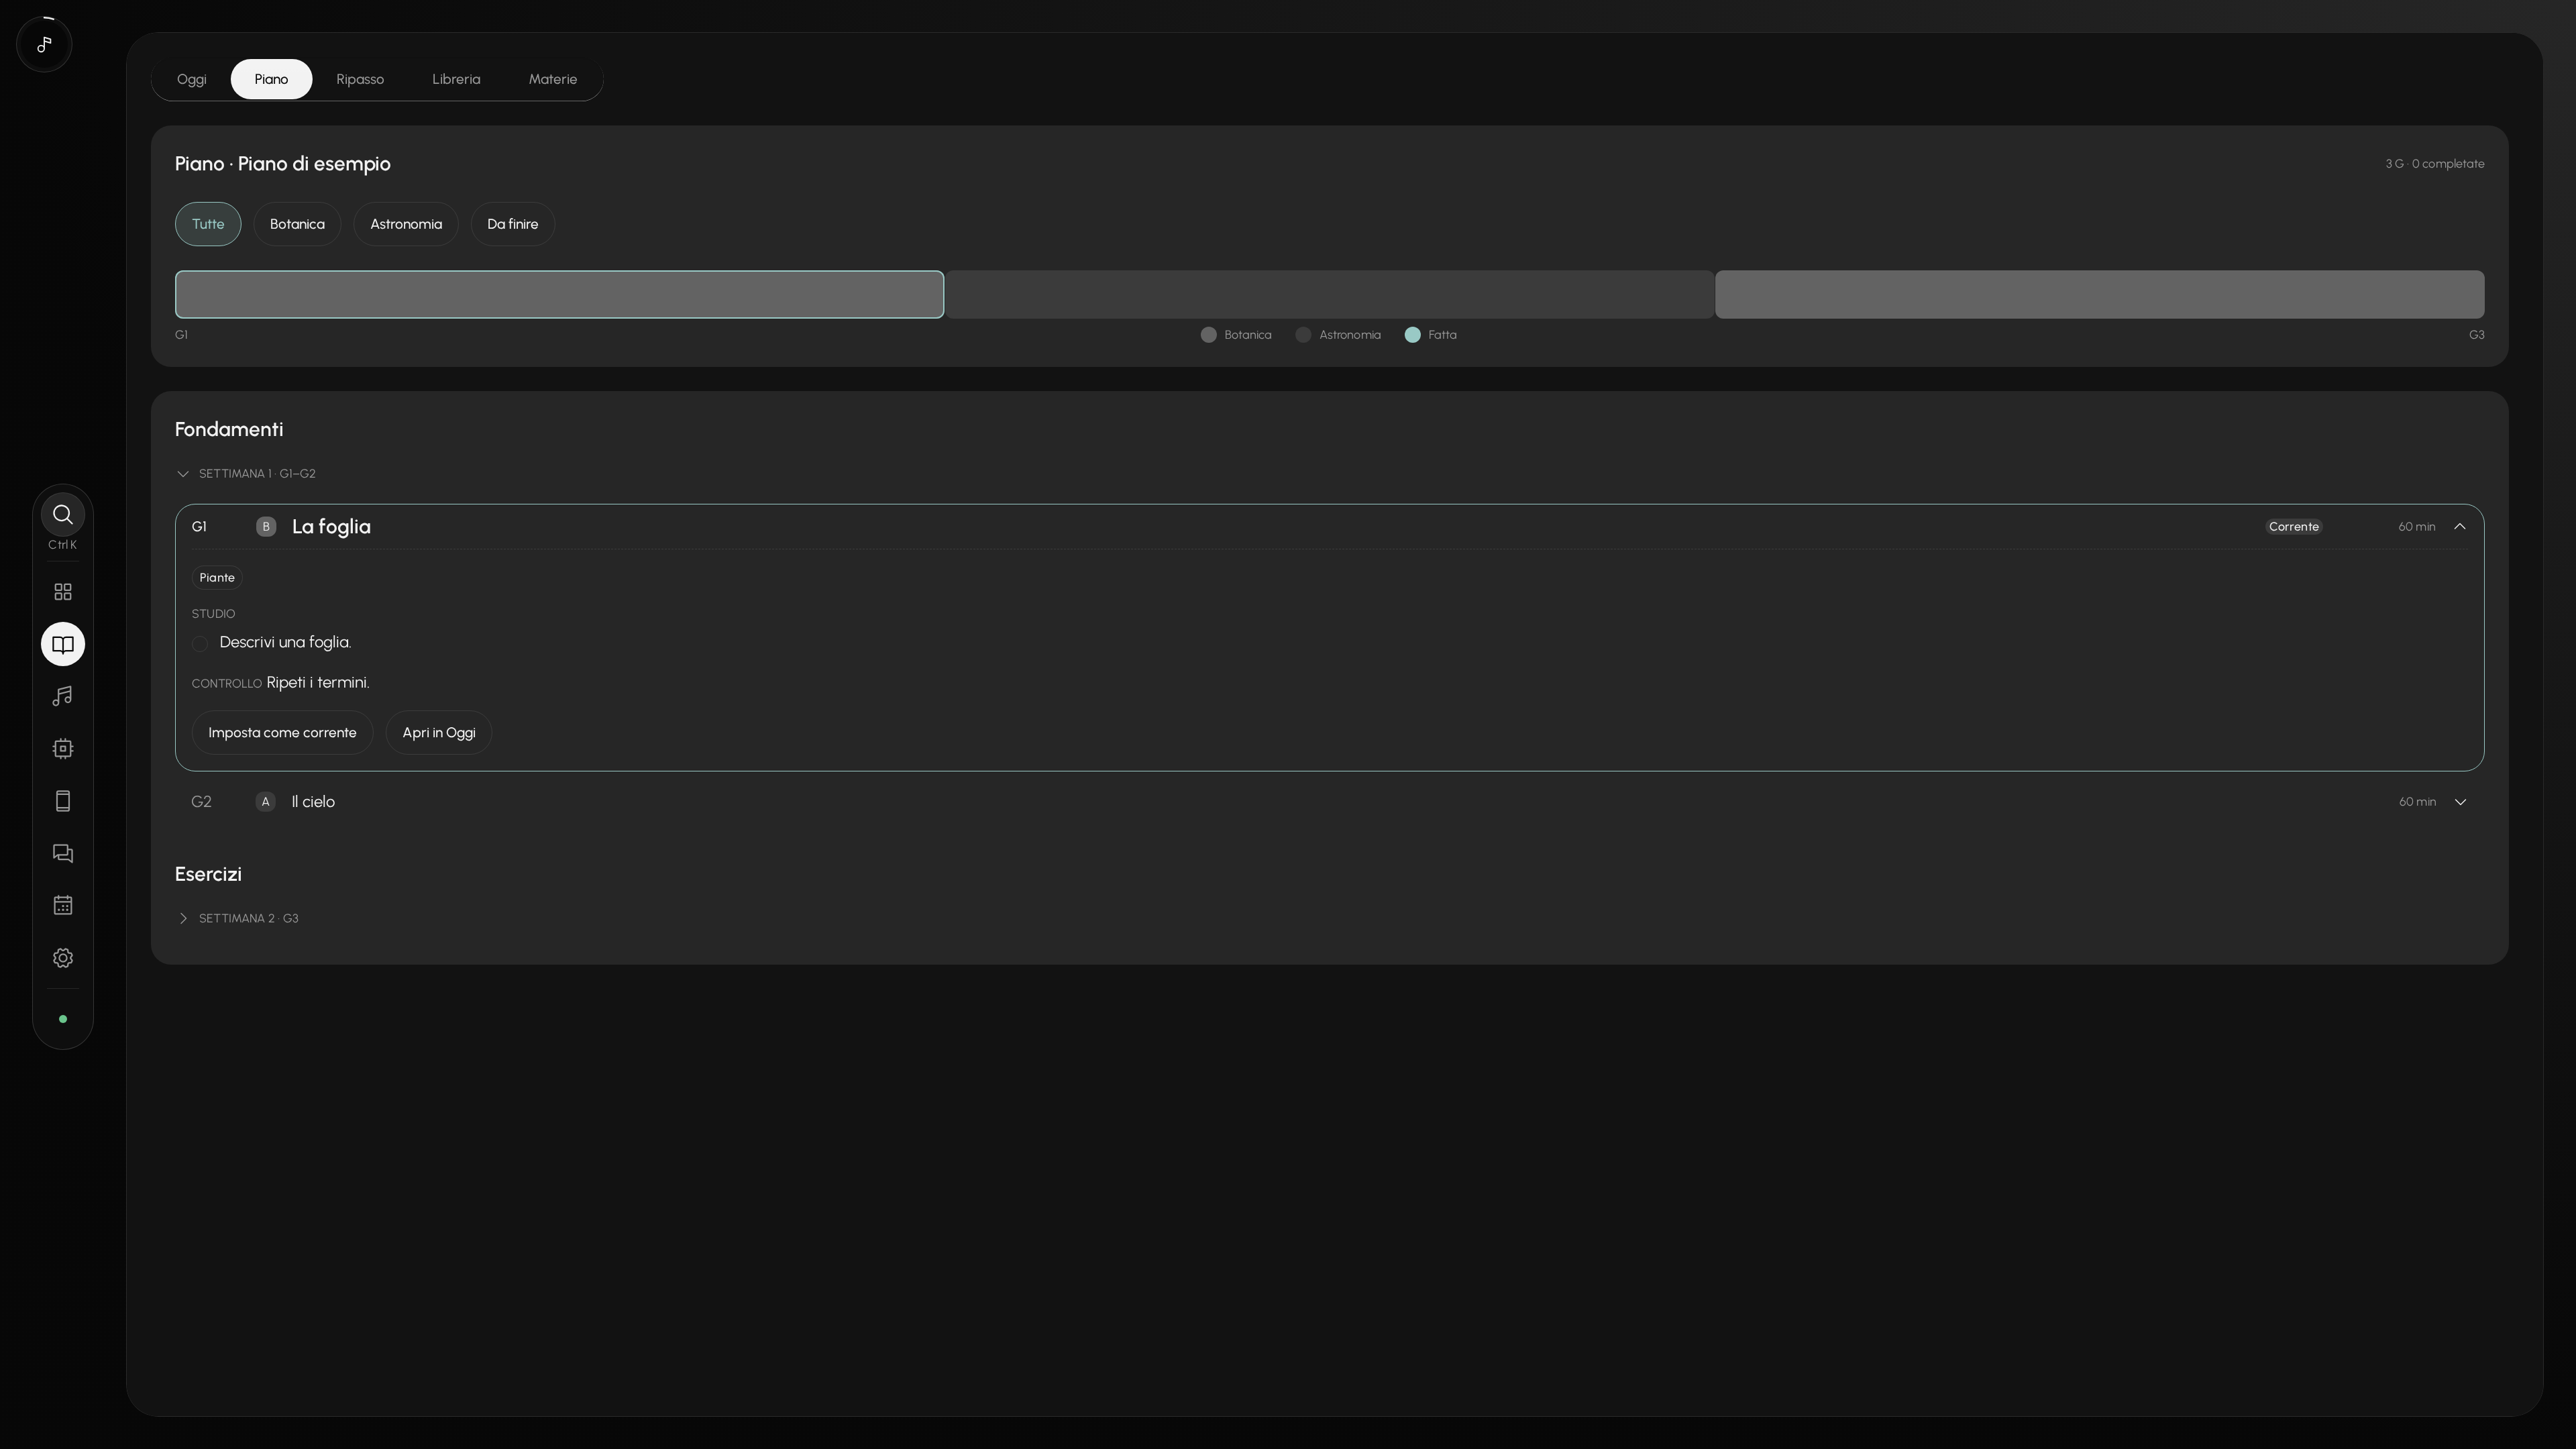 Oggi Piano Ripasso Libreria Materie
Piano · Piano di esempio 3 G · 0 completate
Tutte Botanica Astronomia Da finire
G1 Botanica Astronomia Fatta G3
Fondamenti
SETTIMANA 1 · G1–G2
Ctrl K
G1 B La foglia Corrente 60 min
Piante
STUDIO
Descrivi una foglia.
CONTROLLO Ripeti i termini.
Imposta come corrente Apri in Oggi
G2 A Il cielo 60 min
Esercizi
SETTIMANA 2 · G3